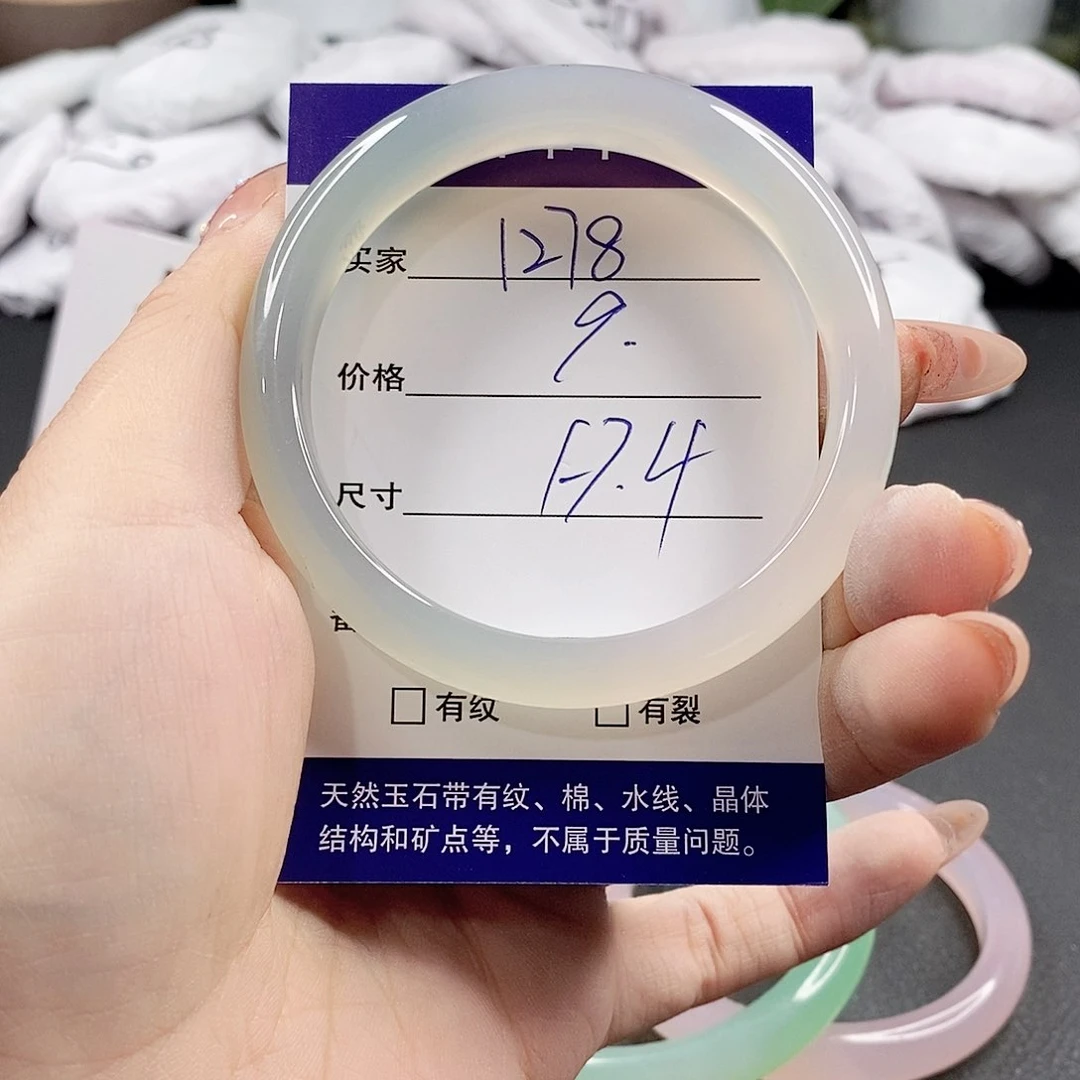 买家 1278
9.
价格
尺寸 17.4
有纹 有裂
天然玉石带有纹、棉、水线、晶体
结构和矿点等，不属于质量问题。